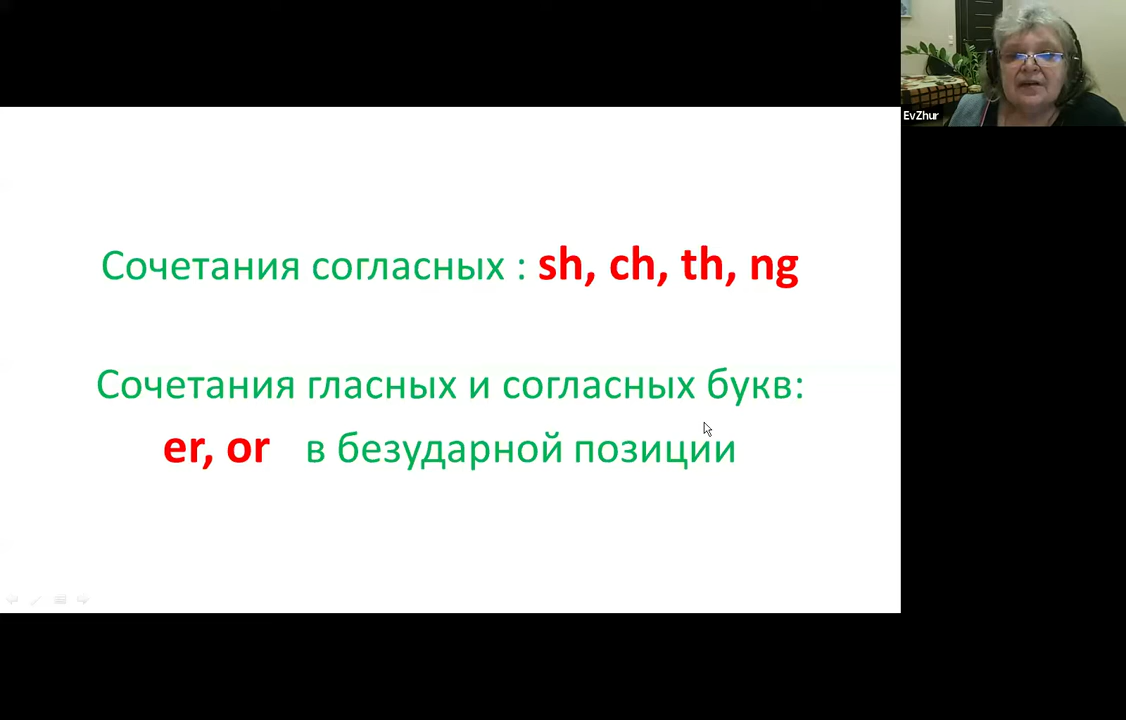 EvZhur
Сочетания согласных : sh, ch, th, ng
Сочетания гласных и согласных букв:
er, or в безударной позиции